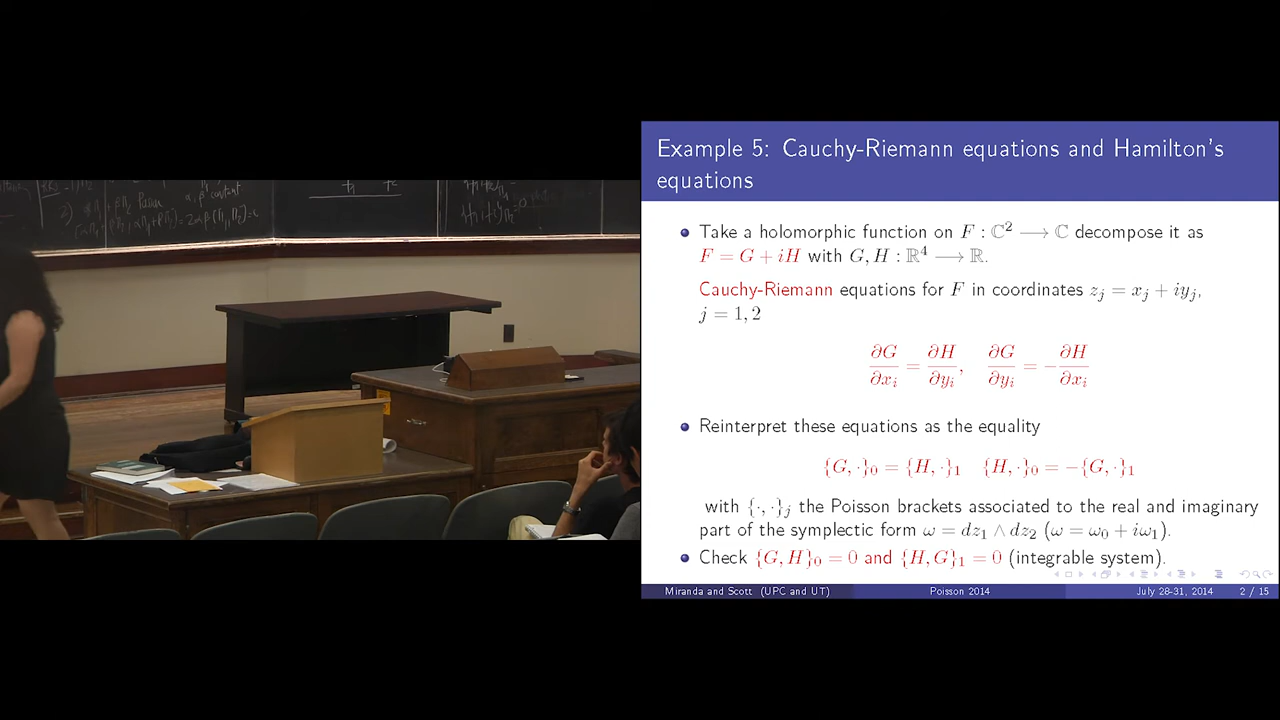 2)
constant
Example 5: Cauchy-Riemann equations and Hamilton's
equations
Take a holomorphic function on F : ℂ² ⟶ ℂ decompose it as
F = G + iH with G, H : ℝ⁴ ⟶ ℝ.
Cauchy-Riemann equations for F in coordinates z_j = x_j + iy_j,
j = 1, 2
∂G/∂x_i = ∂H/∂y_i, ∂G/∂y_i = −∂H/∂x_i
Reinterpret these equations as the equality
{G, ·}₀ = {H, ·}₁ {H, ·}₀ = −{G, ·}₁
with {·, ·}_j the Poisson brackets associated to the real and imaginary
part of the symplectic form ω = dz₁ ∧ dz₂ (ω = ω₀ + iω₁).
Check {G, H}₀ = 0 and {H, G}₁ = 0 (integrable system).
Miranda and Scott (UPC and UT) Poisson 2014 July 28-31, 2014 2 / 15